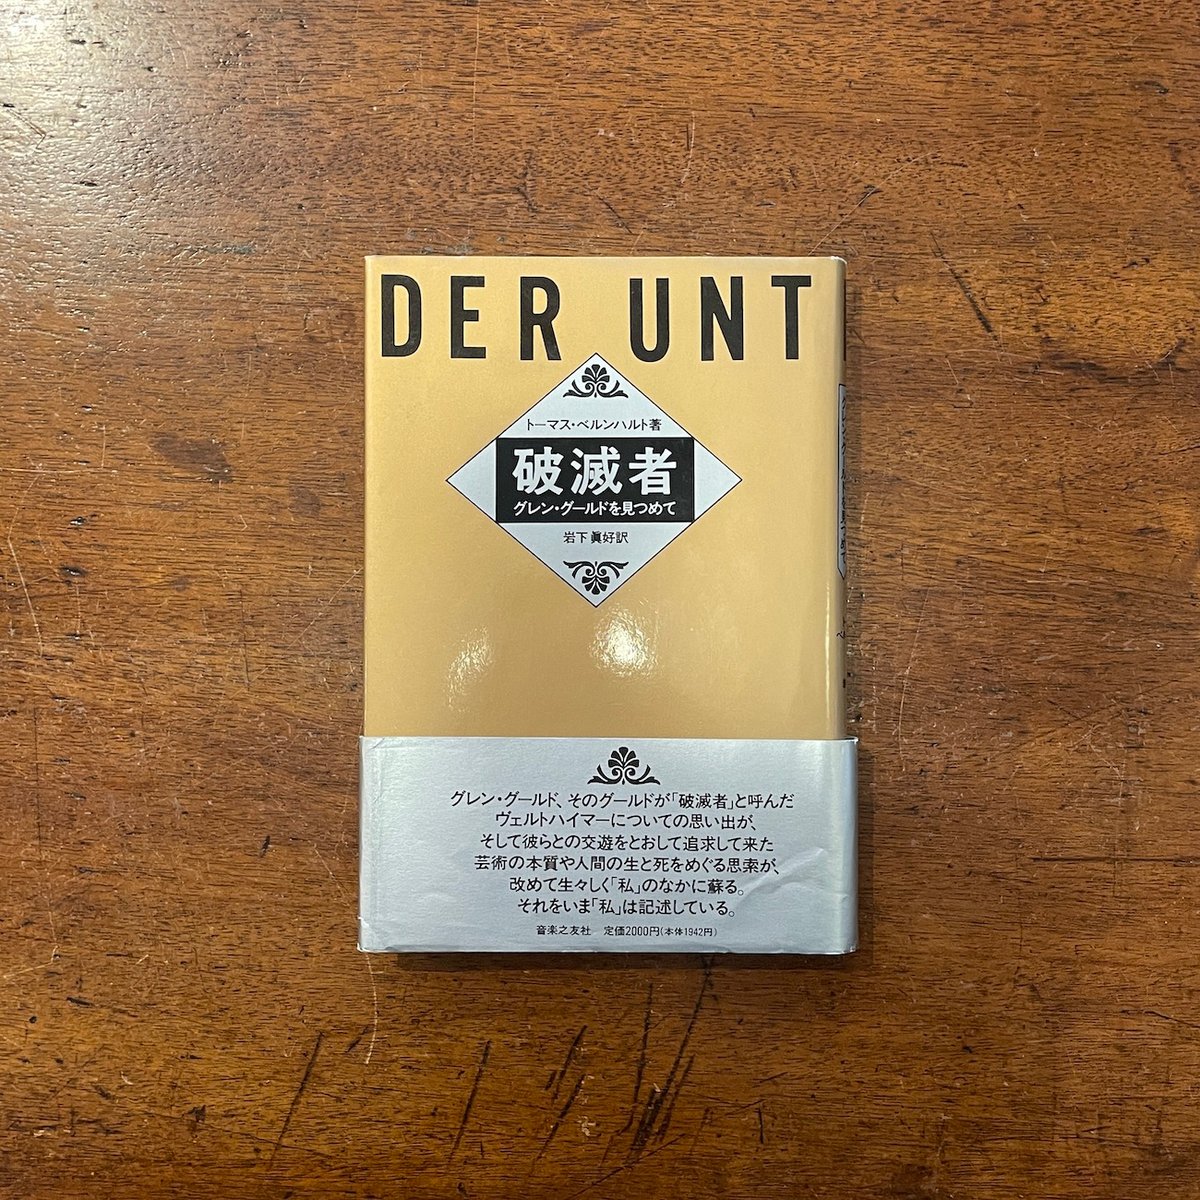 DER UNT
トーマス・ベルンハルト著
破滅者
グレン・グールドを見つめて
岩下眞好訳
グレン・グールド、そのグールドが「破滅者」と呼んだ
ヴェルトハイマーについての思い出が、
そして彼らとの交遊をとおして追求して来た
芸術の本質や人間の生と死をめぐる思索が、
改めて生々しく「私」のなかに蘇る。
それをいま「私」は記述している。
音楽之友社 定価2000円(本体1942円)